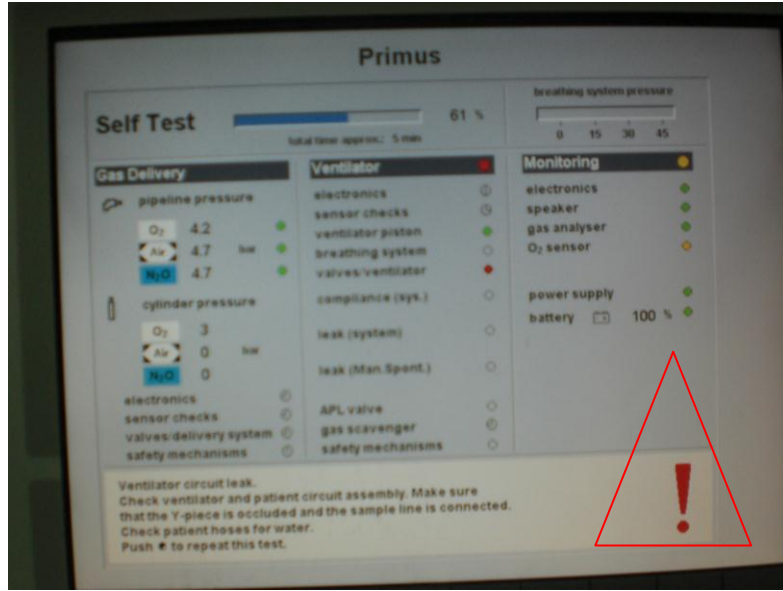 Primus
Self Test 61 %
total time approx.: 5 min
breathing system pressure
0 15 30 45
Gas Delivery
pipeline pressure
O2 4.2
Air 4.7 bar
N2O 4.7
cylinder pressure
O2 3
Air 0 bar
N2O 0
electronics
sensor checks
valves/delivery system
safety mechanisms
Ventilator
electronics
sensor checks
ventilator piston
breathing system
valves/ventilator
compliance (sys.)
leak (system)
leak (Man.Spont.)
APL valve
gas scavenger
safety mechanisms
Monitoring
electronics
speaker
gas analyser
O2 sensor
power supply
battery 100 %
Ventilator circuit leak.
Check ventilator and patient circuit assembly. Make sure
that the Y-piece is occluded and the sample line is connected.
Check patient hoses for water.
Push to repeat this test.
!